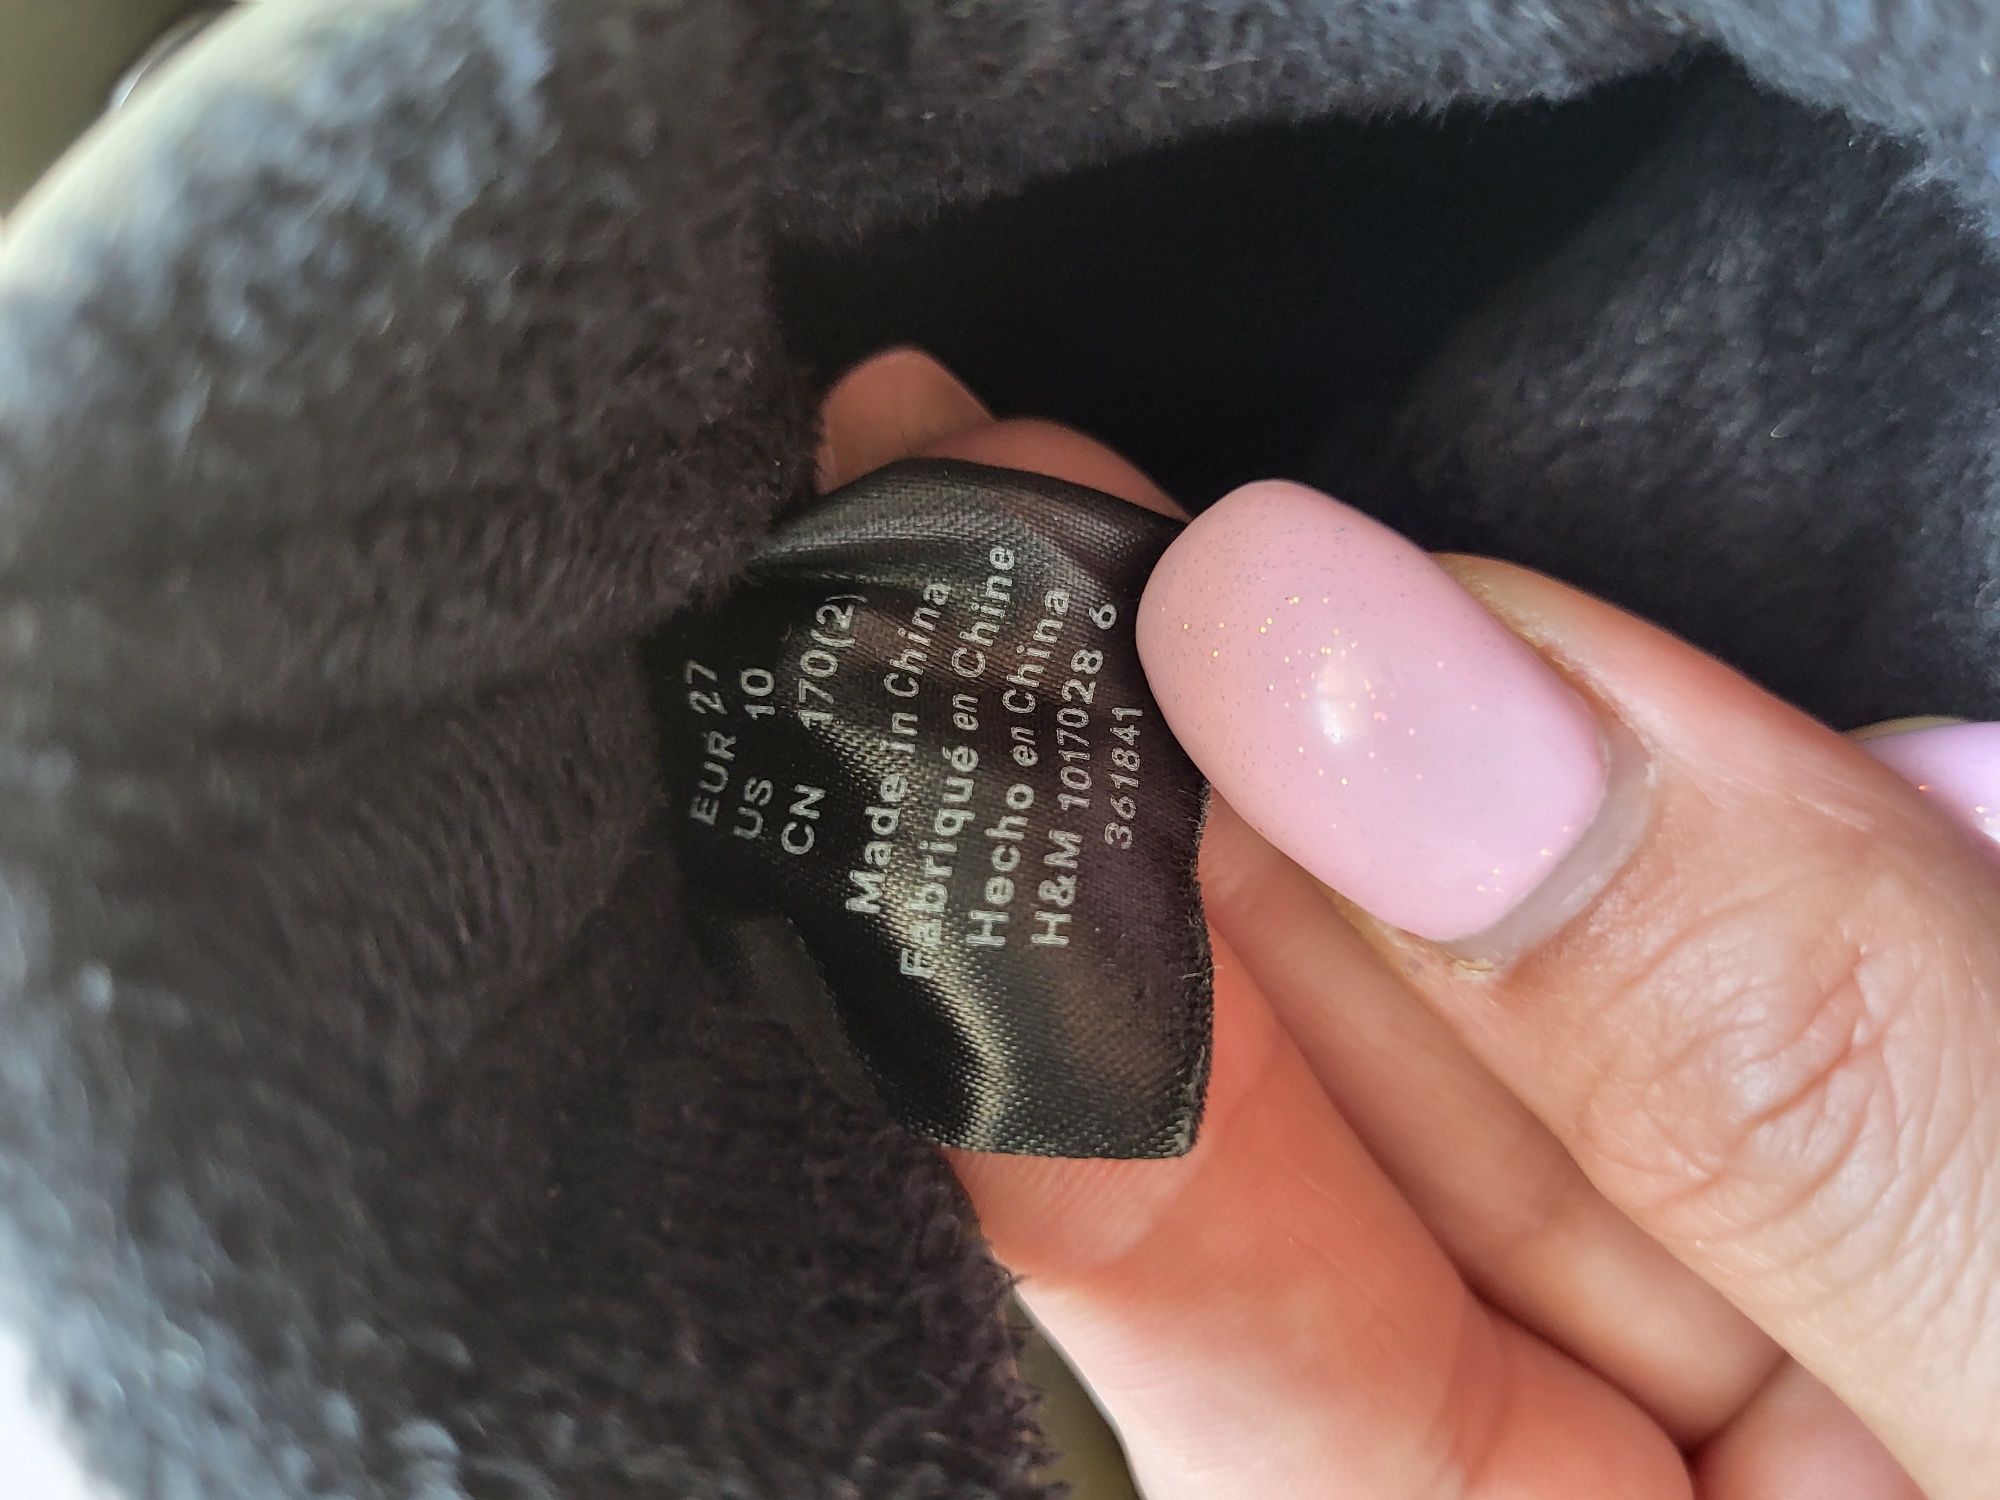 EUR 27
US 10
CN 170(2)
Made in China
Fabriqué en Chine
Hecho en China
H&M 1017028 6
361841